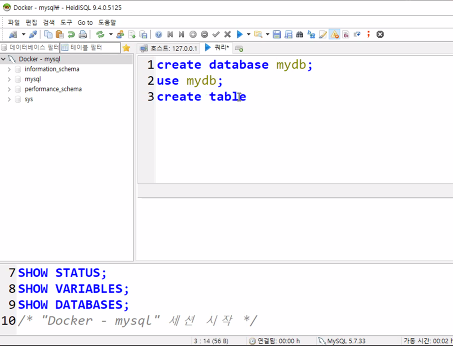 Docker - mysql# - HeidiSQL 9.4.0.5125
파일 편집 검색 도구 Go to 도움말
데이터베이스 필터 테이블 필터
호스트: 127.0.0.1 쿼리*
Docker - mysql
information_schema
mysql
performance_schema
sys
1 create database mydb;
2 use mydb;
3 create table
7 SHOW STATUS;
8 SHOW VARIABLES;
9 SHOW DATABASES;
10 /* "Docker - mysql" 세션 시작 */
3 : 14 (56 B) 연결됨: 00:00 h MySQL 5.7.33 가동 시간: 00:02 h